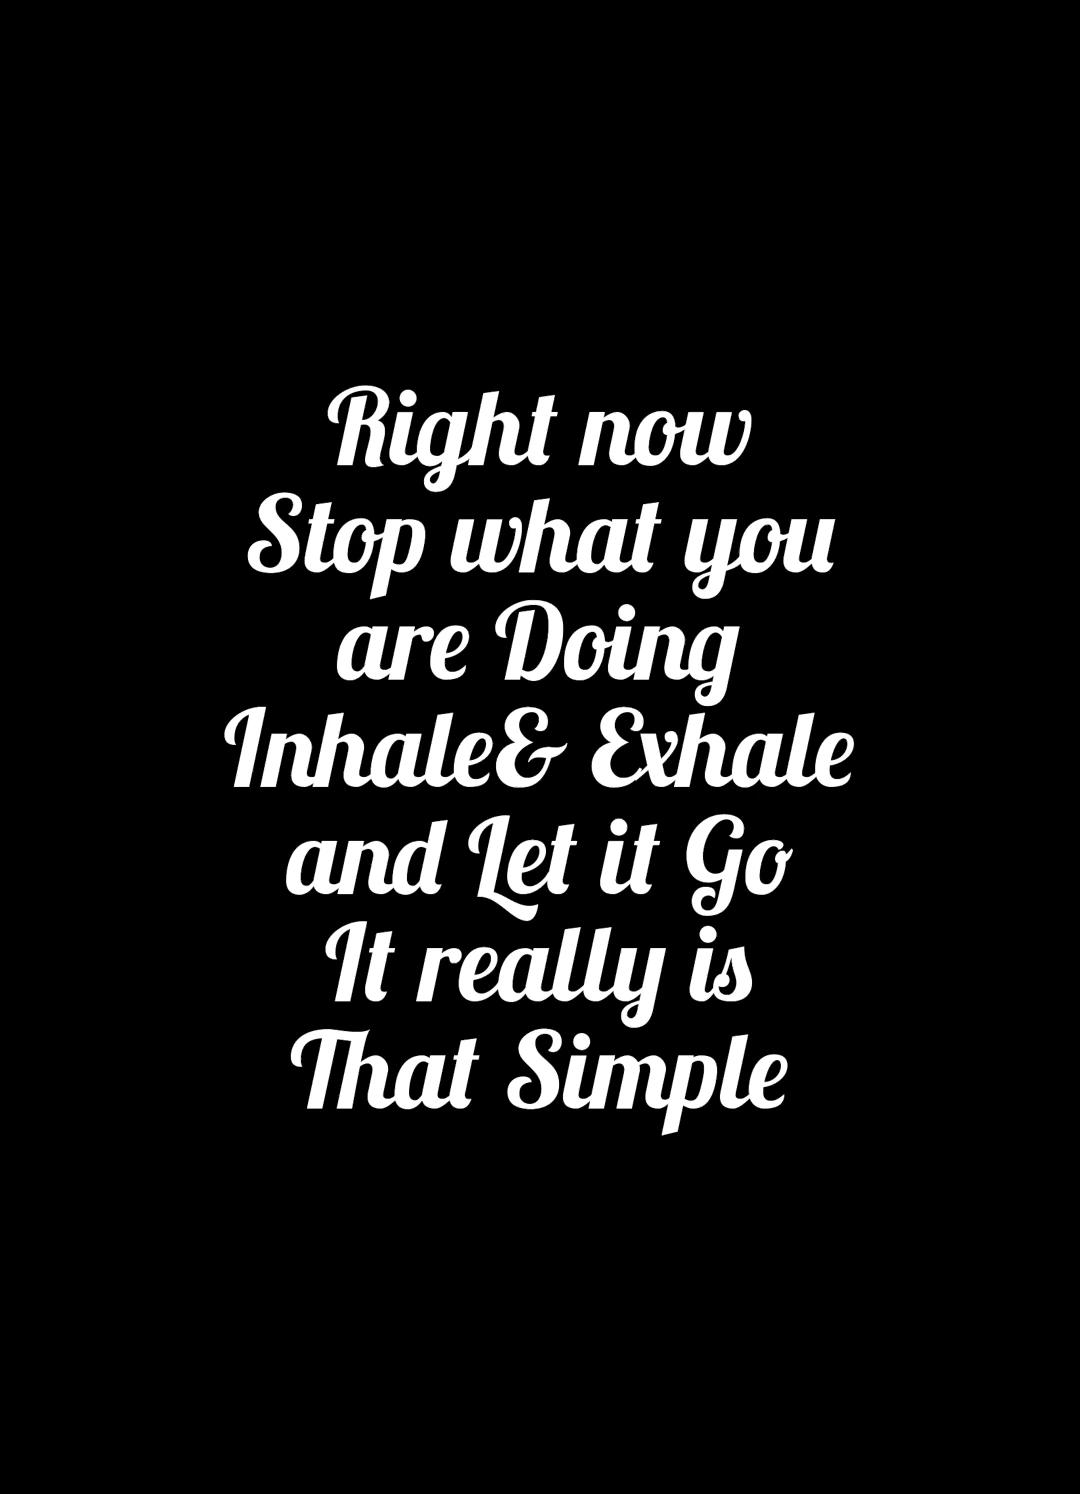 Right now
Stop what you
are Doing
Inhale& Exhale
and Let it Go
It really is
That Simple